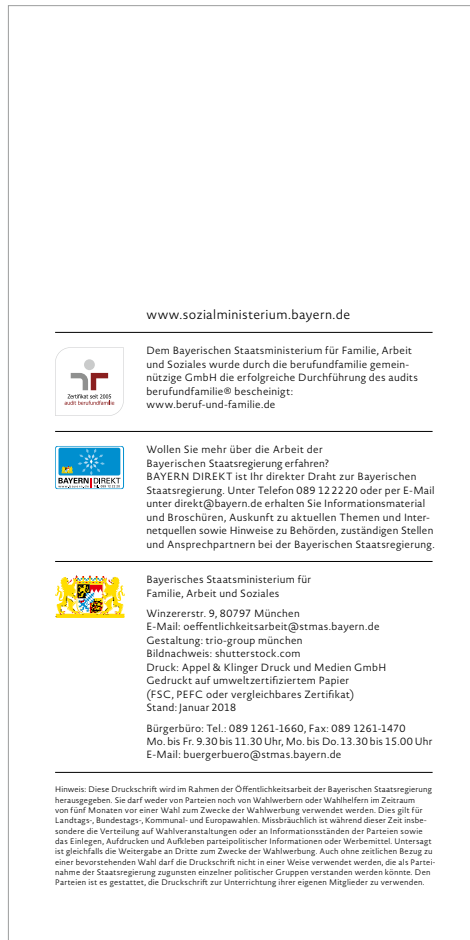 www.sozialministerium.bayern.de
Zertifikat seit 2005
audit berufundfamilie
Dem Bayerischen Staatsministerium für Familie, Arbeit
und Soziales wurde durch die berufundfamilie gemein-
nützige GmbH die erfolgreiche Durchführung des audits
berufundfamilie® bescheinigt:
www.beruf-und-familie.de
BAYERN DIREKT
Wollen Sie mehr über die Arbeit der
Bayerischen Staatsregierung erfahren?
BAYERN DIREKT ist Ihr direkter Draht zur Bayerischen
Staatsregierung. Unter Telefon 089 122220 oder per E-Mail
unter direkt@bayern.de erhalten Sie Informationsmaterial
und Broschüren, Auskunft zu aktuellen Themen und Inter-
netquellen sowie Hinweise zu Behörden, zuständigen Stellen
und Ansprechpartnern bei der Bayerischen Staatsregierung.
Bayerisches Staatsministerium für
Familie, Arbeit und Soziales
Winzererstr. 9, 80797 München
E-Mail: oeffentlichkeitsarbeit@stmas.bayern.de
Gestaltung: trio-group münchen
Bildnachweis: shutterstock.com
Druck: Appel & Klinger Druck und Medien GmbH
Gedruckt auf umweltzertifiziertem Papier
(FSC, PEFC oder vergleichbares Zertifikat)
Stand: Januar 2018
Bürgerbüro: Tel.: 089 1261-1660, Fax: 089 1261-1470
Mo. bis Fr. 9.30 bis 11.30 Uhr, Mo. bis Do. 13.30 bis 15.00 Uhr
E-Mail: buergerbuero@stmas.bayern.de
Hinweis: Diese Druckschrift wird im Rahmen der Öffentlichkeitsarbeit der Bayerischen Staatsregierung
herausgegeben. Sie darf weder von Parteien noch von Wahlwerbern oder Wahlhelfern im Zeitraum
von fünf Monaten vor einer Wahl zum Zwecke der Wahlwerbung verwendet werden. Dies gilt für
Landtags-, Bundestags-, Kommunal- und Europawahlen. Missbräuchlich ist während dieser Zeit insbe-
sondere die Verteilung auf Wahlveranstaltungen oder an Informationsständen der Parteien sowie
das Einlegen, Aufdrucken und Aufkleben parteipolitischer Informationen oder Werbemittel. Untersagt
ist gleichfalls die Weitergabe an Dritte zum Zwecke der Wahlwerbung. Auch ohne zeitlichen Bezug zu
einer bevorstehenden Wahl darf die Druckschrift nicht in einer Weise verwendet werden, die als Partei-
nahme der Staatsregierung zugunsten einzelner politischer Gruppen verstanden werden könnte. Den
Parteien ist es gestattet, die Druckschrift zur Unterrichtung ihrer eigenen Mitglieder zu verwenden.